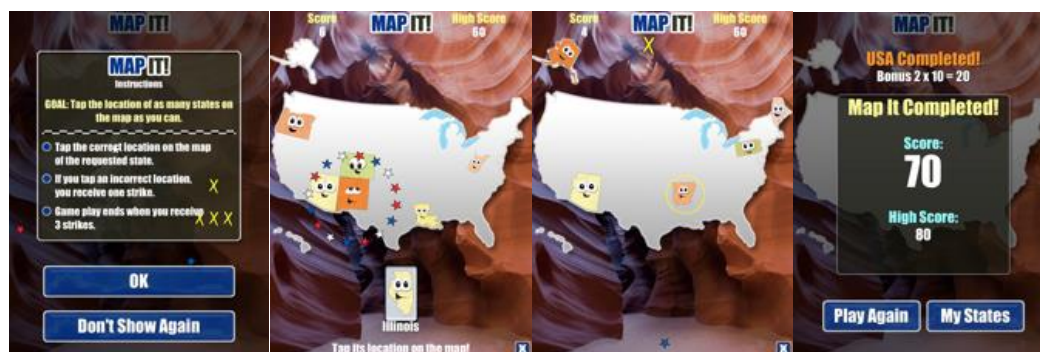 MAP IT!
MAP IT!
Instructions
GOAL: Tap the location of as many states on
the map as you can.
Tap the correct location on the map
of the requested state.
If you tap an incorrect location,
you receive one strike.
X
Game play ends when you receive
3 strikes.
X X X
OK
Don't Show Again
Score
6
MAP IT!
High Score
60
Illinois
Tap its location on the map!
X
Score
4
MAP IT!
X
High Score
60
X
MAP IT!
USA Completed!
Bonus 2 x 10 = 20
Map It Completed!
Score:
70
High Score:
80
Play Again
My States